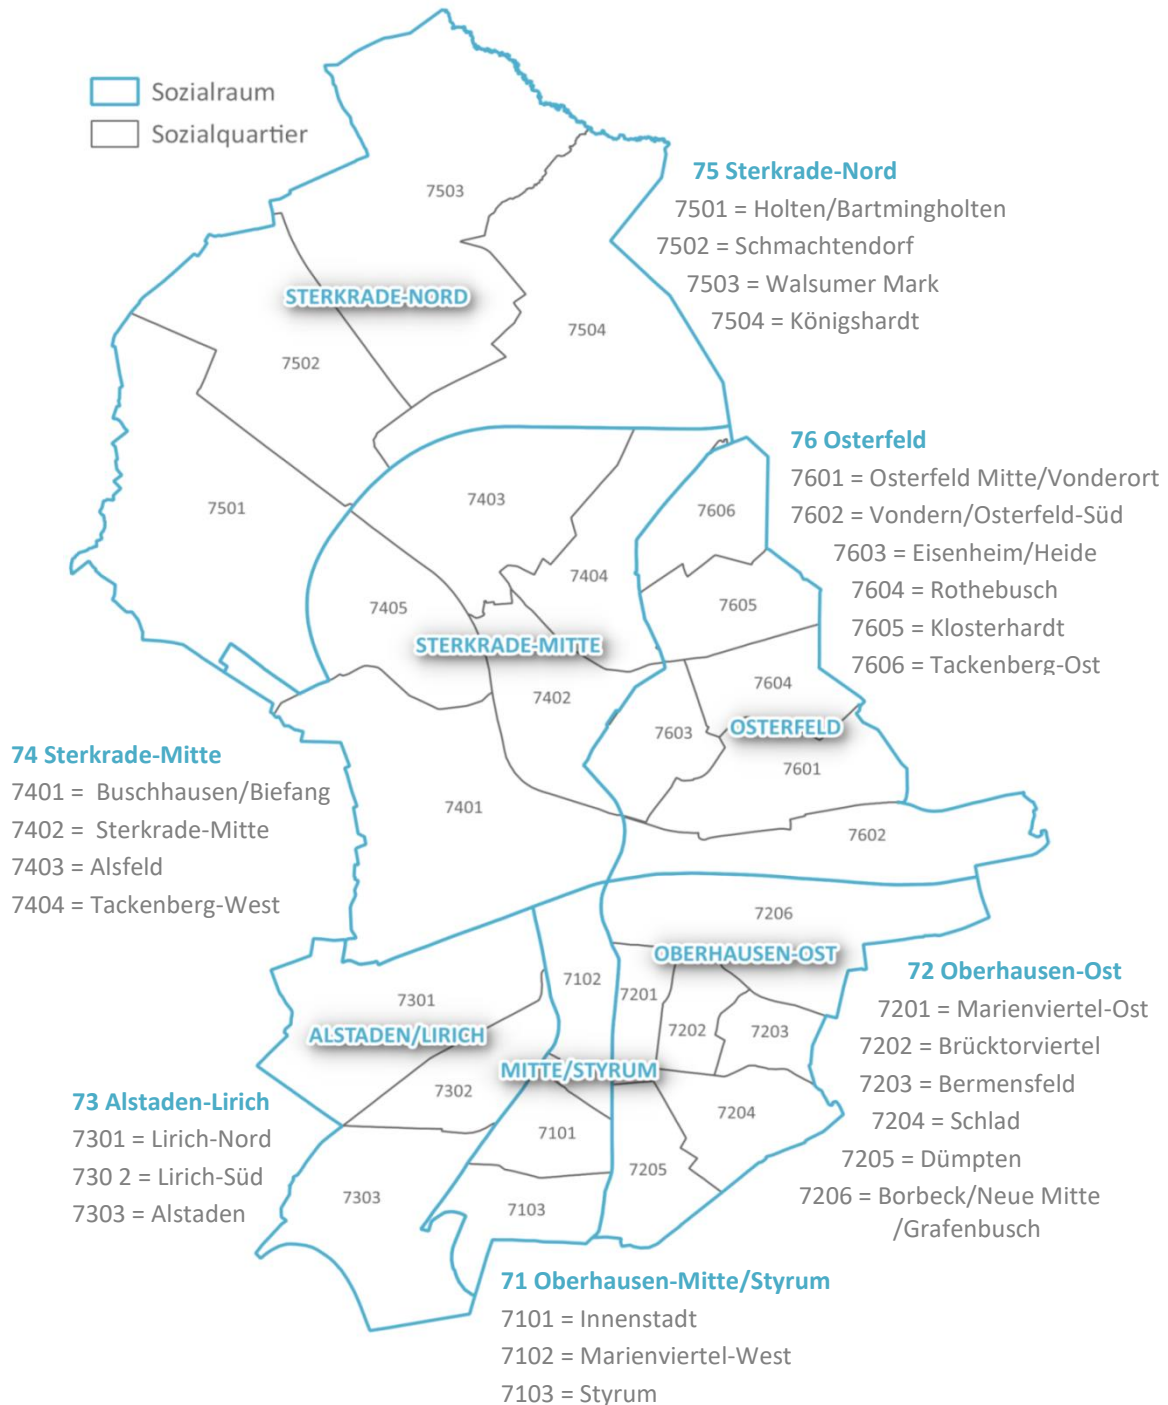 Sozialraum
Sozialquartier
75 Sterkrade-Nord
7501 = Holten/Bartmingholten
7502 = Schmachtendorf
7503 = Walsumer Mark
7504 = Königshardt
7503
STERKRADE-NORD
7504
7502
7501
76 Osterfeld
7601 = Osterfeld Mitte/Vonderort
7602 = Vondern/Osterfeld-Süd
7603 = Eisenheim/Heide
7604 = Rothebusch
7605 = Klosterhardt
7606 = Tackenberg-Ost
7403
7606
7404
7405
7605
STERKRADE-MITTE
7402
7604
7603
OSTERFELD
7601
7401
7602
74 Sterkrade-Mitte
7401 = Buschhausen/Biefang
7402 = Sterkrade-Mitte
7403 = Alsfeld
7404 = Tackenberg-West
7206
OBERHAUSEN-OST
7102
7201
7301
7202
7203
ALSTADEN/LIRICH
MITTE/STYRUM
7302
7204
7101
7205
7303
7103
72 Oberhausen-Ost
7201 = Marienviertel-Ost
7202 = Brücktorviertel
7203 = Bermensfeld
7204 = Schlad
7205 = Dümpten
7206 = Borbeck/Neue Mitte
/Grafenbusch
73 Alstaden-Lirich
7301 = Lirich-Nord
730 2 = Lirich-Süd
7303 = Alstaden
71 Oberhausen-Mitte/Styrum
7101 = Innenstadt
7102 = Marienviertel-West
7103 = Styrum